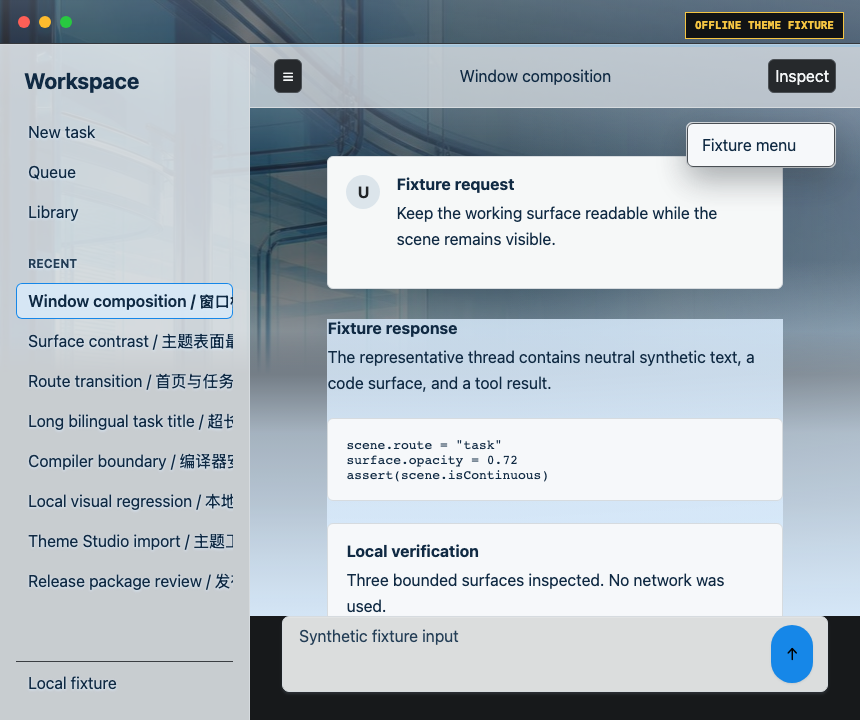 OFFLINE THEME FIXTURE
Workspace
New task
Queue
Library
RECENT
Window composition / 窗口
Surface contrast / 主题表面
Route transition / 首页与任务
Long bilingual task title / 超长
Compiler boundary / 编译器
Local visual regression / 本地
Theme Studio import / 主题工
Release package review / 发
Local fixture
Window composition
Inspect
Fixture menu
U
Fixture request
Keep the working surface readable while the
scene remains visible.
Fixture response
The representative thread contains neutral synthetic text, a
code surface, and a tool result.
scene.route = "task"
surface.opacity = 0.72
assert(scene.isContinuous)
Local verification
Three bounded surfaces inspected. No network was
used.
Synthetic fixture input